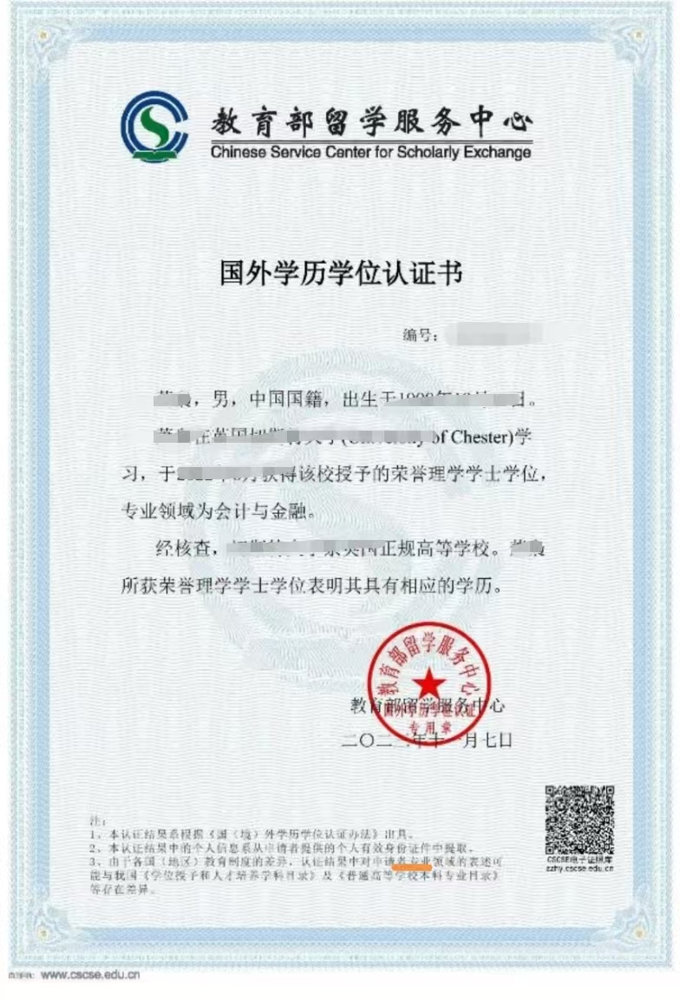 教育部留学服务中心
Chinese Service Center for Scholarly Exchange
国外学历学位认证书
编号:
,男,中国国籍,出生于 日。
of Chester)学
习,于 获得该校授予的荣誉理学学士学位,
专业领域为会计与金融。
经核查, 正规高等学校。
所获荣誉理学学士学位表明其具有相应的学历。
教育部留学服务中心
国外学历学位认证
专用章
教育部留学服务中心
二〇二二年十一月七日
注:
1、本认证结果系根据《国(境)外学历学位认证办法》出具。
2、本认证结果中的个人信息系从申请者提供的个人有效身份证件中提取。
3、由于各国(地区)教育制度的差异,认证结果中对申请者专业领域的表述可
能与我国《学位授予和人才培养学科目录》及《普通高等学校本科专业目录》
等存在差异。
CSCSE电子证照库
zzhy.cscse.edu.cn
www.cscse.edu.cn